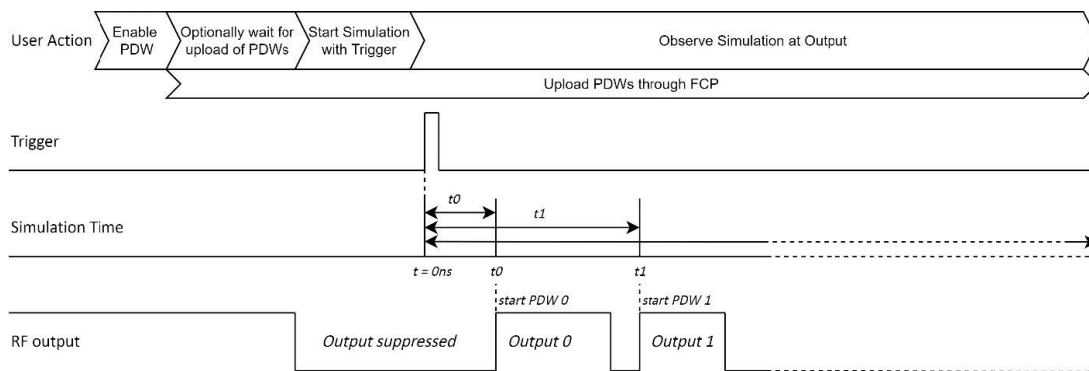 User Action
Enable
PDW
Optionally wait for
upload of PDWs
Start Simulation
with Trigger
Observe Simulation at Output
Upload PDWs through FCP
Trigger
t0
t1
Simulation Time
t = 0ns
t0
t1
start PDW 0
start PDW 1
RF output
Output suppressed
Output 0
Output 1